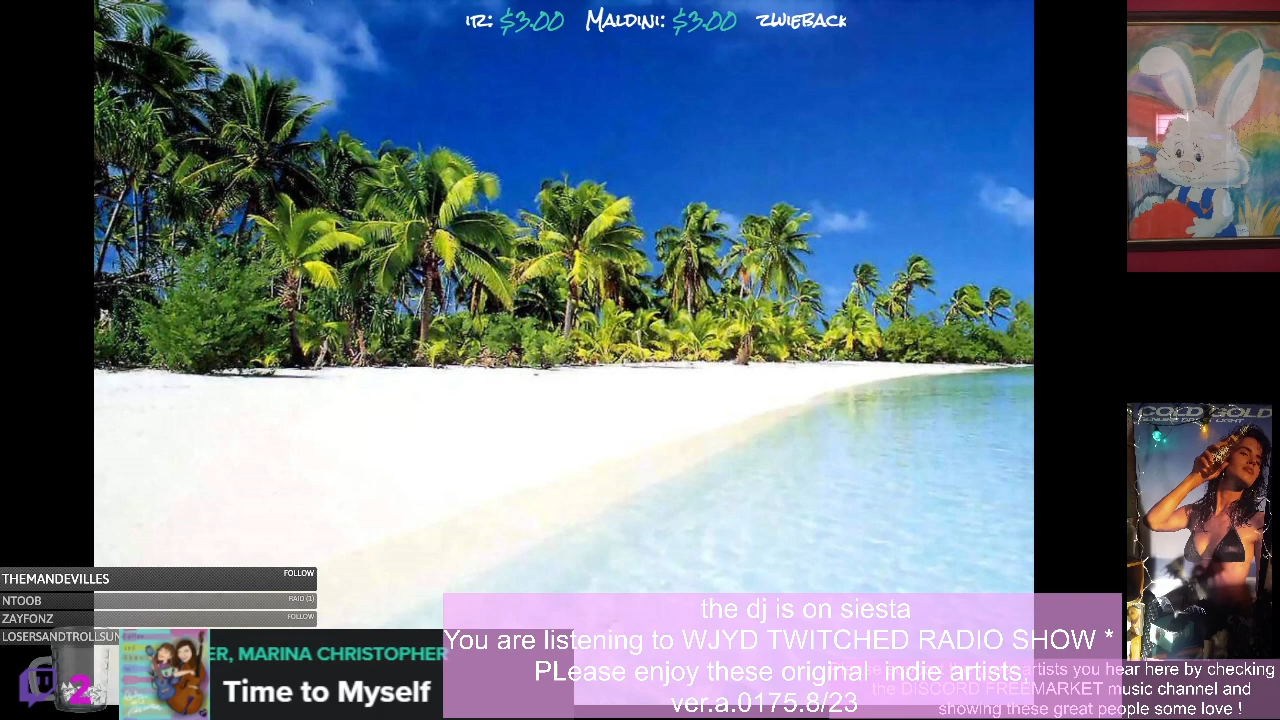 ir: $3.00 Maldini: $3.00 zwieback
COLD GOLD
THEMANDEVILLES FOLLOW
NTOOB RAID (1)
ZAYFONZ FOLLOW
LOSERSANDTROLLSUN
2
ER, MARINA CHRISTOPHER
Time to Myself
the dj is on siesta
You are listening to WJYD TWITCHED RADIO SHOW *
PLease enjoy these original indie artists,
ver.a.0175.8/23
artists you hear here by checking
the DISCORD FREEMARKET music channel and
showing these great people some love !